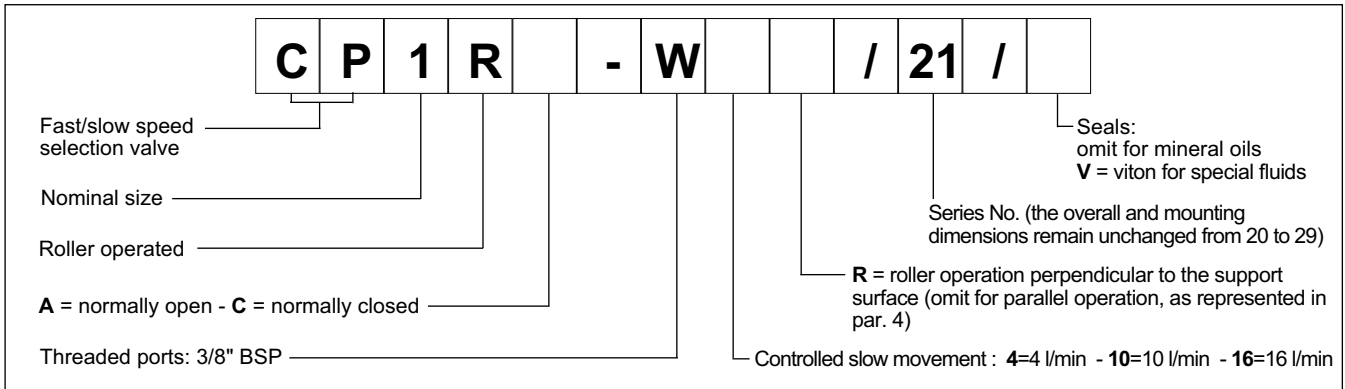 C P 1 R - W / 21 /
Fast/slow speed
selection valve
Nominal size
Roller operated
A = normally open - C = normally closed
Threaded ports: 3/8" BSP
Seals:
omit for mineral oils
V = viton for special fluids
Series No. (the overall and mounting
dimensions remain unchanged from 20 to 29)
R = roller operation perpendicular to the support
surface (omit for parallel operation, as represented in
par. 4)
Controlled slow movement : 4=4 l/min - 10=10 l/min - 16=16 l/min